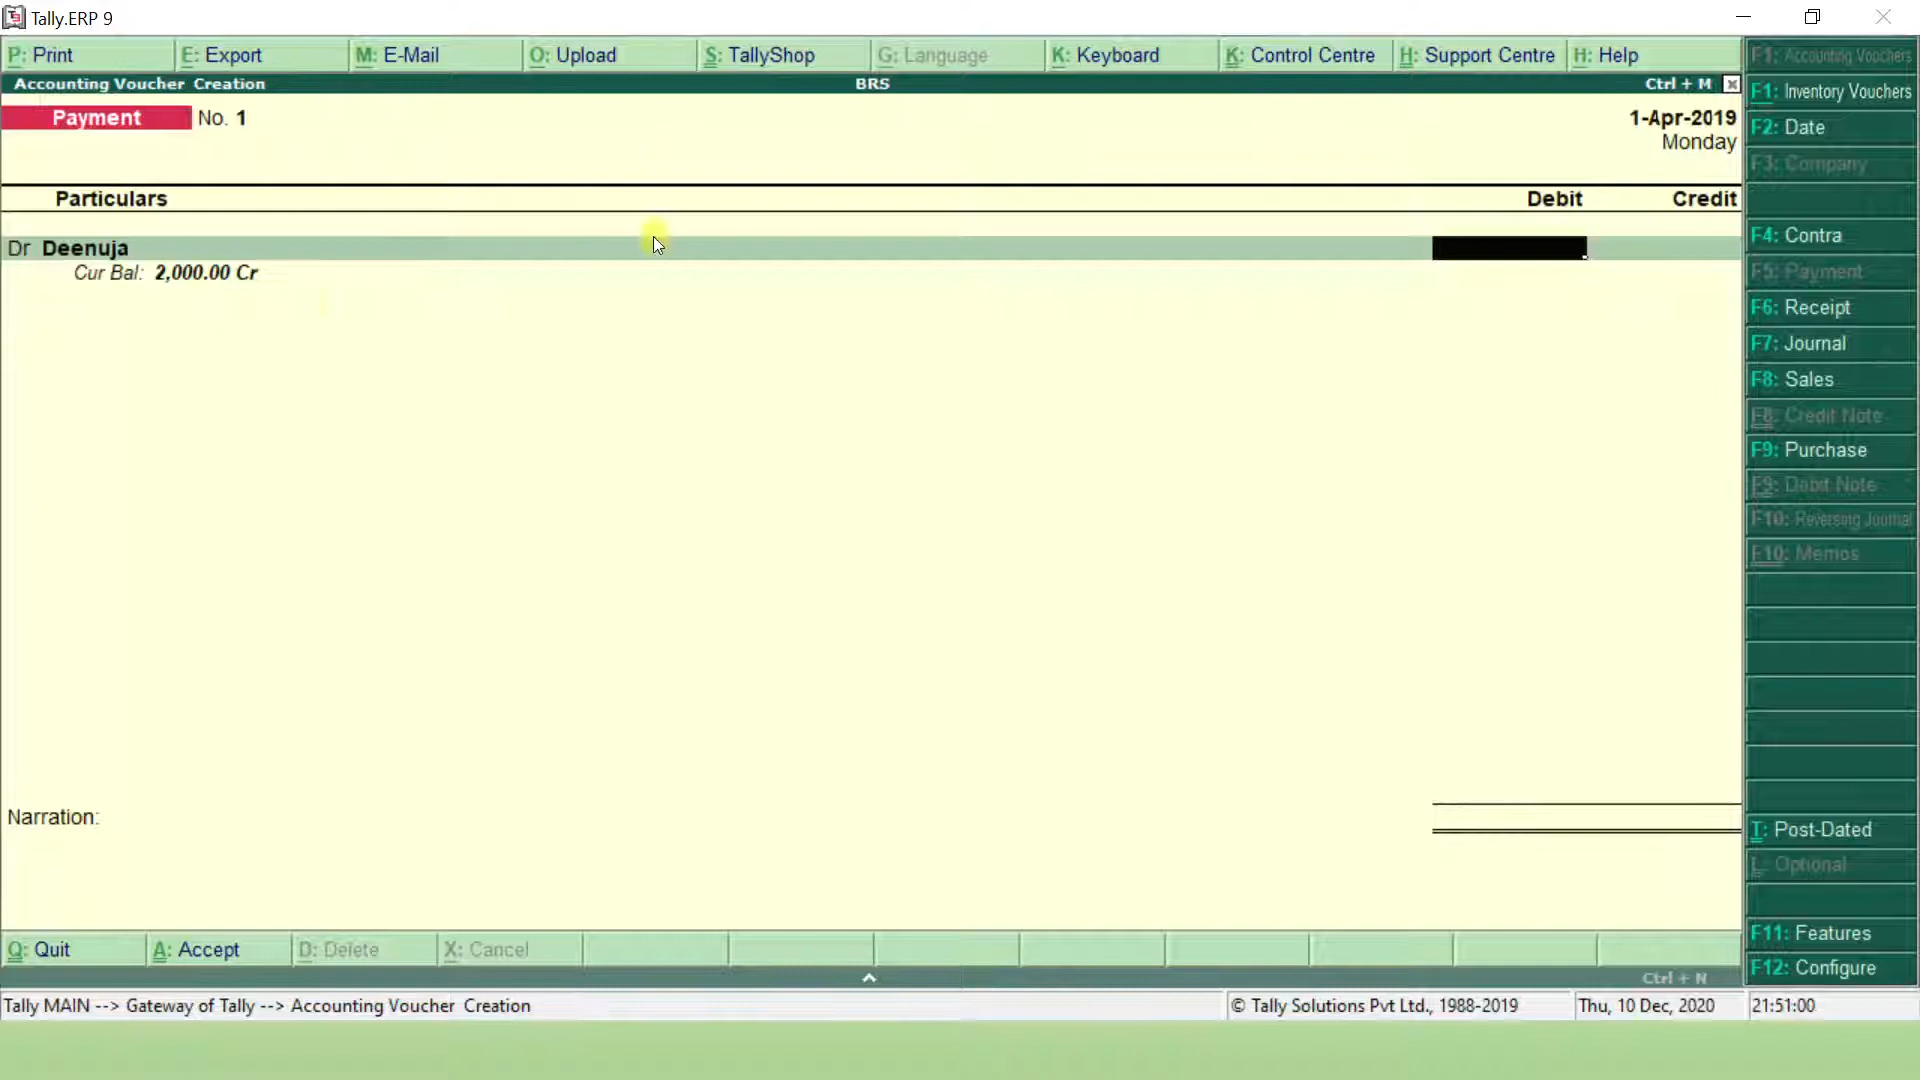 Tally.ERP 9
P: Print E: Export M: E-Mail O: Upload S: TallyShop G: Language K: Keyboard K: Control Centre H: Support Centre H: Help
Accounting Voucher Creation BRS Ctrl + M
Payment No. 1 1-Apr-2019
Monday
Particulars Debit Credit
Dr Deenuja
Cur Bal: 2,000.00 Cr
Narration:
F1: Accounting Vouchers
F1: Inventory Vouchers
F2: Date
F3: Company
F4: Contra
F5: Payment
F6: Receipt
F7: Journal
F8: Sales
F8: Credit Note
F9: Purchase
F9: Debit Note
F10: Reversing Journal
F10: Memos
T: Post-Dated
L: Optional
F11: Features
F12: Configure
Q: Quit A: Accept D: Delete X: Cancel
Ctrl + N
Tally MAIN --> Gateway of Tally --> Accounting Voucher Creation © Tally Solutions Pvt Ltd., 1988-2019 Thu, 10 Dec, 2020 21:51:00